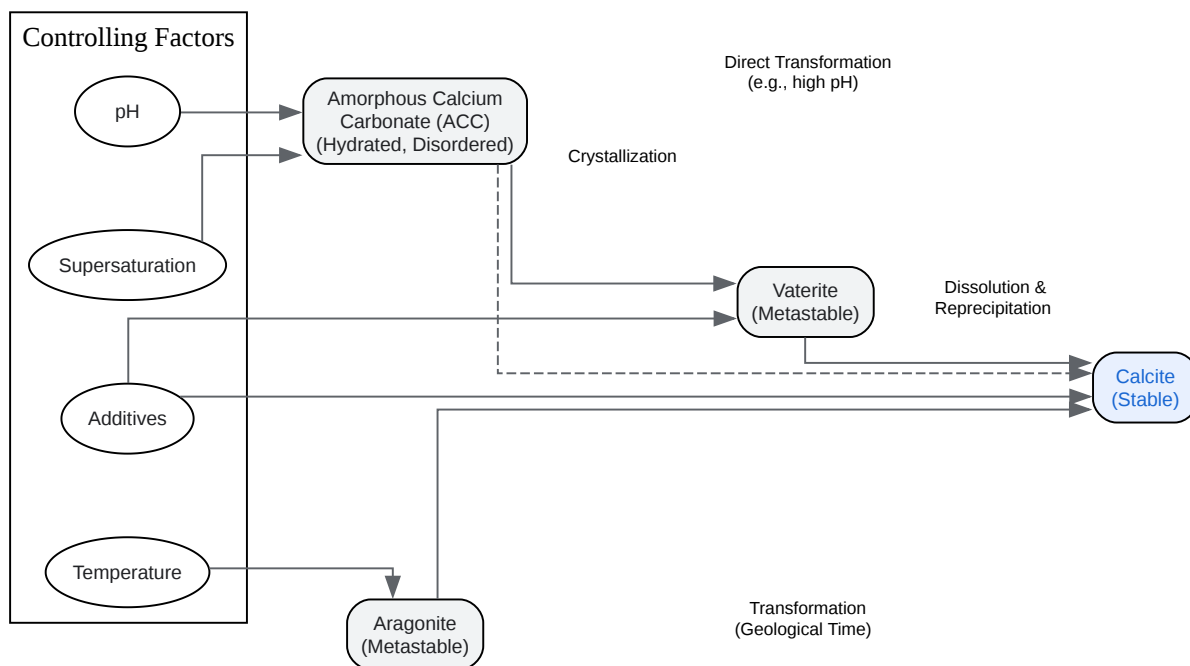 Controlling Factors
pH
Supersaturation
Additives
Temperature
Amorphous Calcium
Carbonate (ACC)
(Hydrated, Disordered)
Direct Transformation
(e.g., high pH)
Crystallization
Vaterite
(Metastable)
Dissolution &
Reprecipitation
Calcite
(Stable)
Aragonite
(Metastable)
Transformation
(Geological Time)